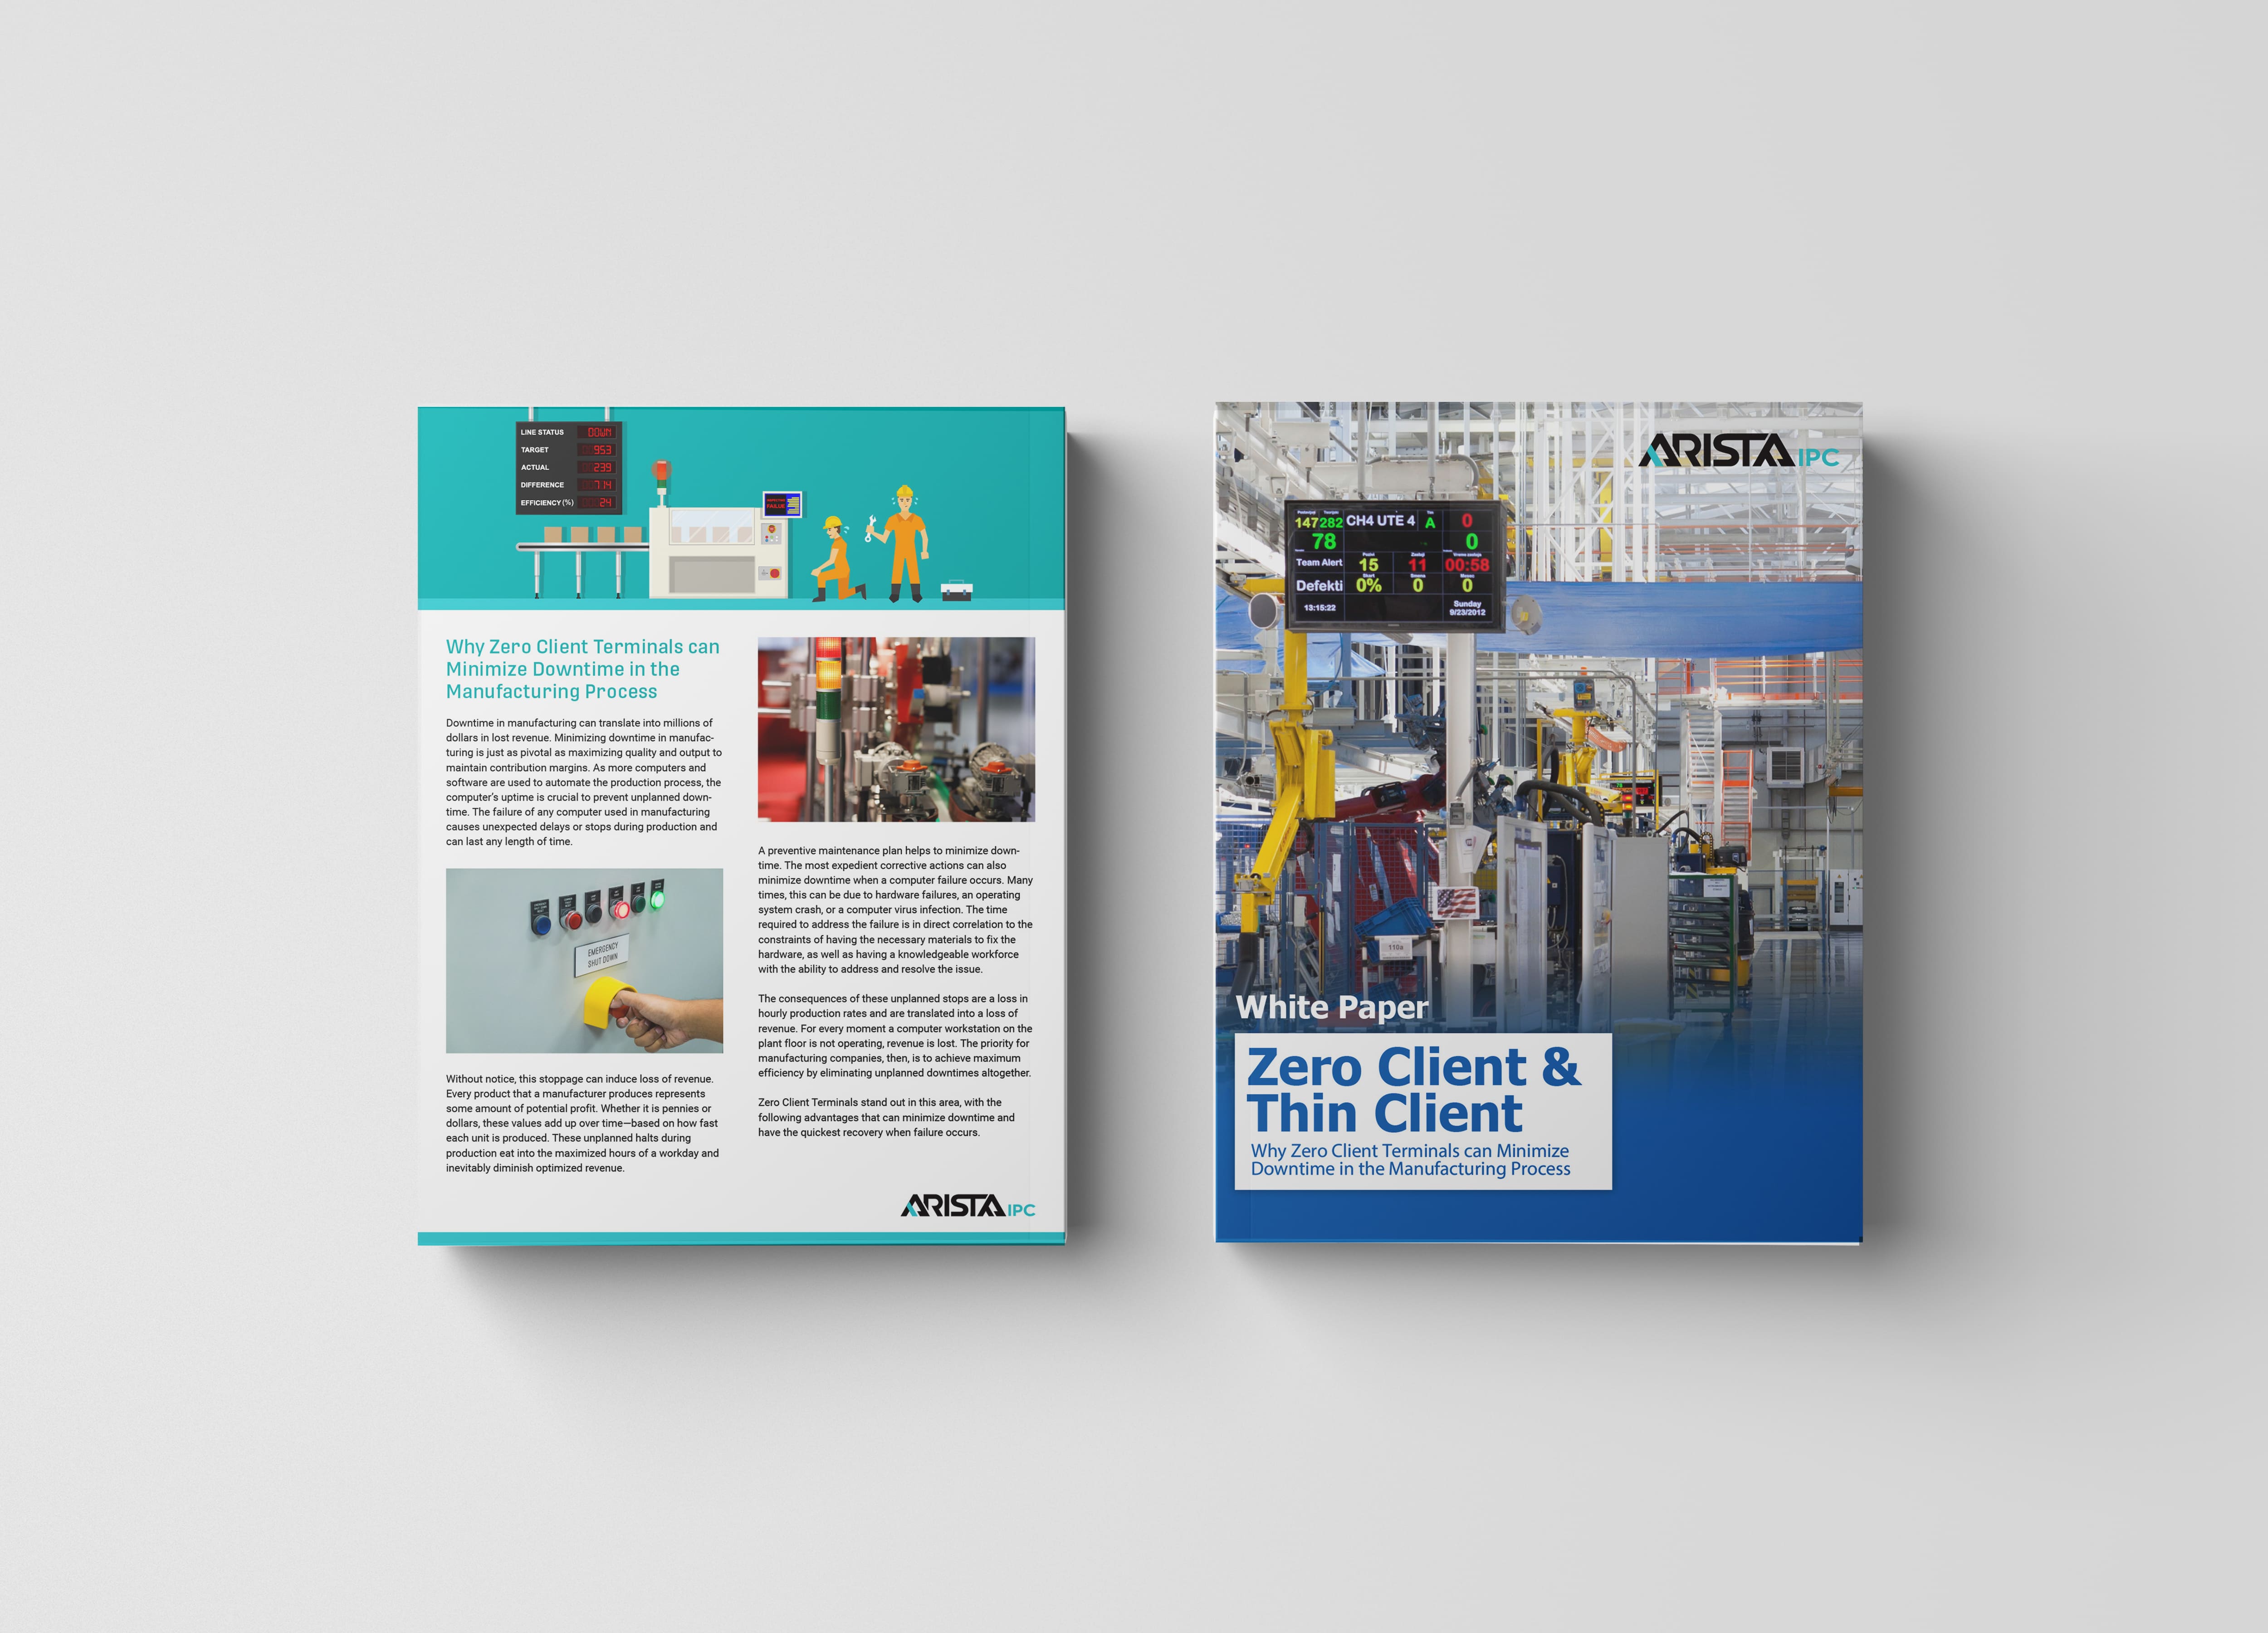 LINE STATUS DOWN
TARGET 953
ACTUAL 239
DIFFERENCE 714
EFFICIENCY (%) 24
Why Zero Client Terminals can
Minimize Downtime in the
Manufacturing Process
Downtime in manufacturing can translate into millions of
dollars in lost revenue. Minimizing downtime in manufac-
turing is just as pivotal as maximizing quality and output to
maintain contribution margins. As more computers and
software are used to automate the production process, the
computer's uptime is crucial to prevent unplanned down-
time. The failure of any computer used in manufacturing
causes unexpected delays or stops during production and
can last any length of time.
EMERGENCY
SHUT DOWN
Without notice, this stoppage can induce loss of revenue.
Every product that a manufacturer produces represents
some amount of potential profit. Whether it is pennies or
dollars, these values add up over time—based on how fast
each unit is produced. These unplanned halts during
production eat into the maximized hours of a workday and
inevitably diminish optimized revenue.
A preventive maintenance plan helps to minimize down-
time. The most expedient corrective actions can also
minimize downtime when a computer failure occurs. Many
times, this can be due to hardware failures, an operating
system crash, or a computer virus infection. The time
required to address the failure is in direct correlation to the
constraints of having the necessary materials to fix the
hardware, as well as having a knowledgeable workforce
with the ability to address and resolve the issue.
The consequences of these unplanned stops are a loss in
hourly production rates and are translated into a loss of
revenue. For every moment a computer workstation on the
plant floor is not operating, revenue is lost. The priority for
manufacturing companies, then, is to achieve maximum
efficiency by eliminating unplanned downtimes altogether.
Zero Client Terminals stand out in this area, with the
following advantages that can minimize downtime and
have the quickest recovery when failure occurs.
ARISTA IPC
ARISTA IPC
147 282 CH4 UTE 4 A 0
78 0
Team Alert 15 11 00:58
Defekti 0% 0 0
13:15:22 Sunday
9/23/2012
110a
White Paper
Zero Client &
Thin Client
Why Zero Client Terminals can Minimize
Downtime in the Manufacturing Process